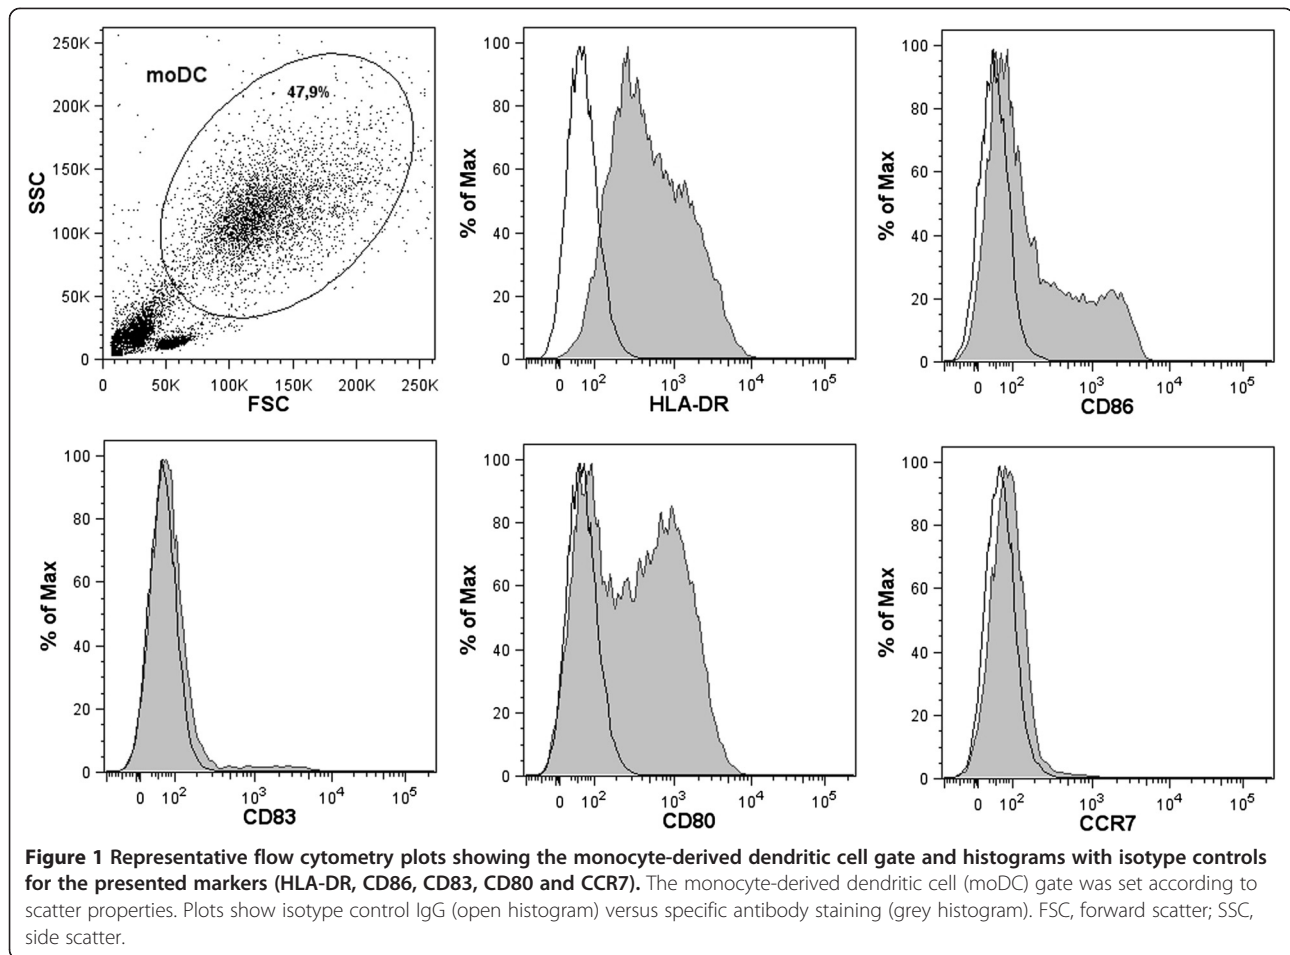 250K
200K
150K
100K
50K
0
SSC
moDC
47,9%
0 50K 100K 150K 200K 250K
FSC
100
80
60
40
20
0
% of Max
0 10² 10³ 10⁴ 10⁵
HLA-DR
100
80
60
40
20
0
% of Max
0 10² 10³ 10⁴ 10⁵
CD86
100
80
60
40
20
0
% of Max
0 10² 10³ 10⁴ 10⁵
CD83
100
80
60
40
20
0
% of Max
0 10² 10³ 10⁴ 10⁵
CD80
100
80
60
40
20
0
% of Max
0 10² 10³ 10⁴ 10⁵
CCR7
Figure 1 Representative flow cytometry plots showing the monocyte-derived dendritic cell gate and histograms with isotype controls
for the presented markers (HLA-DR, CD86, CD83, CD80 and CCR7). The monocyte-derived dendritic cell (moDC) gate was set according to
scatter properties. Plots show isotype control IgG (open histogram) versus specific antibody staining (grey histogram). FSC, forward scatter; SSC,
side scatter.